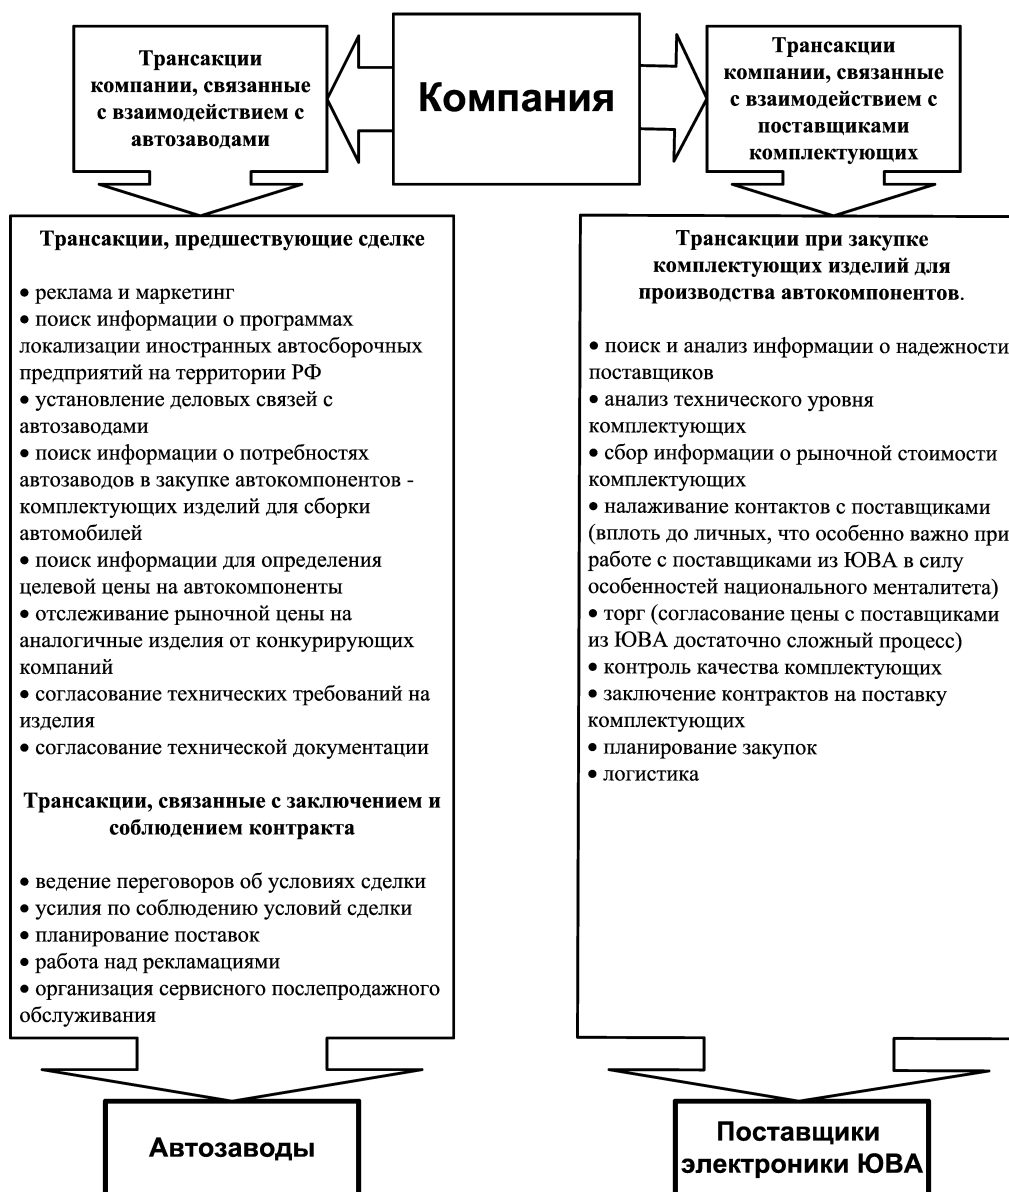 Трансакции
компании, связанные
с взаимодействием с
автозаводами
Компания
Трансакции
компании, связанные
с взаимодействием с
поставщиками
комплектующих
Трансакции, предшествующие сделке
• реклама и маркетинг
• поиск информации о программах
локализации иностранных автосборочных
предприятий на территории РФ
• установление деловых связей с
автозаводами
• поиск информации о потребностях
автозаводов в закупке автокомпонентов -
комплектующих изделий для сборки
автомобилей
• поиск информации для определения
целевой цены на автокомпоненты
• отслеживание рыночной цены на
аналогичные изделия от конкурирующих
компаний
• согласование технических требований на
изделия
• согласование технической документации
Трансакции, связанные с заключением и
соблюдением контракта
• ведение переговоров об условиях сделки
• усилия по соблюдению условий сделки
• планирование поставок
• работа над рекламациями
• организация сервисного послепродажного
обслуживания
Трансакции при закупке
комплектующих изделий для
производства автокомпонентов.
• поиск и анализ информации о надежности
поставщиков
• анализ технического уровня
комплектующих
• сбор информации о рыночной стоимости
комплектующих
• налаживание контактов с поставщиками
(вплоть до личных, что особенно важно при
работе с поставщиками из ЮВА в силу
особенностей национального менталитета)
• торг (согласование цены с поставщиками
из ЮВА достаточно сложный процесс)
• контроль качества комплектующих
• заключение контрактов на поставку
комплектующих
• планирование закупок
• логистика
Автозаводы
Поставщики
электроники ЮВА